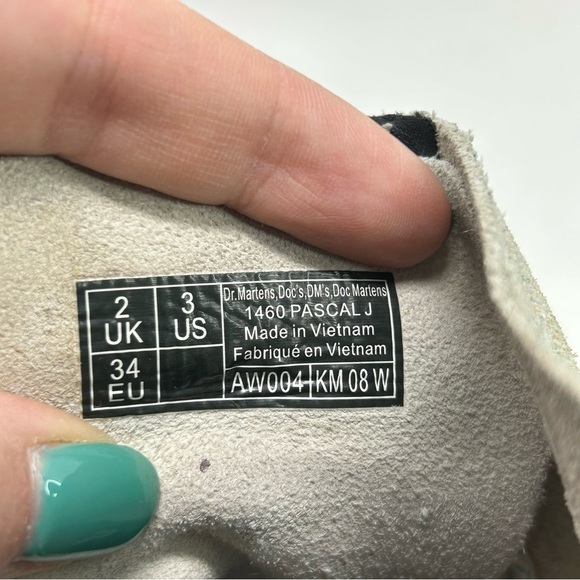 2 UK
3 US
34 EU
Dr.Martens,Doc's,DM's,Doc Martens
1460 PASCAL J
Made in Vietnam
Fabriqué en Vietnam
AW004 KM 08 W